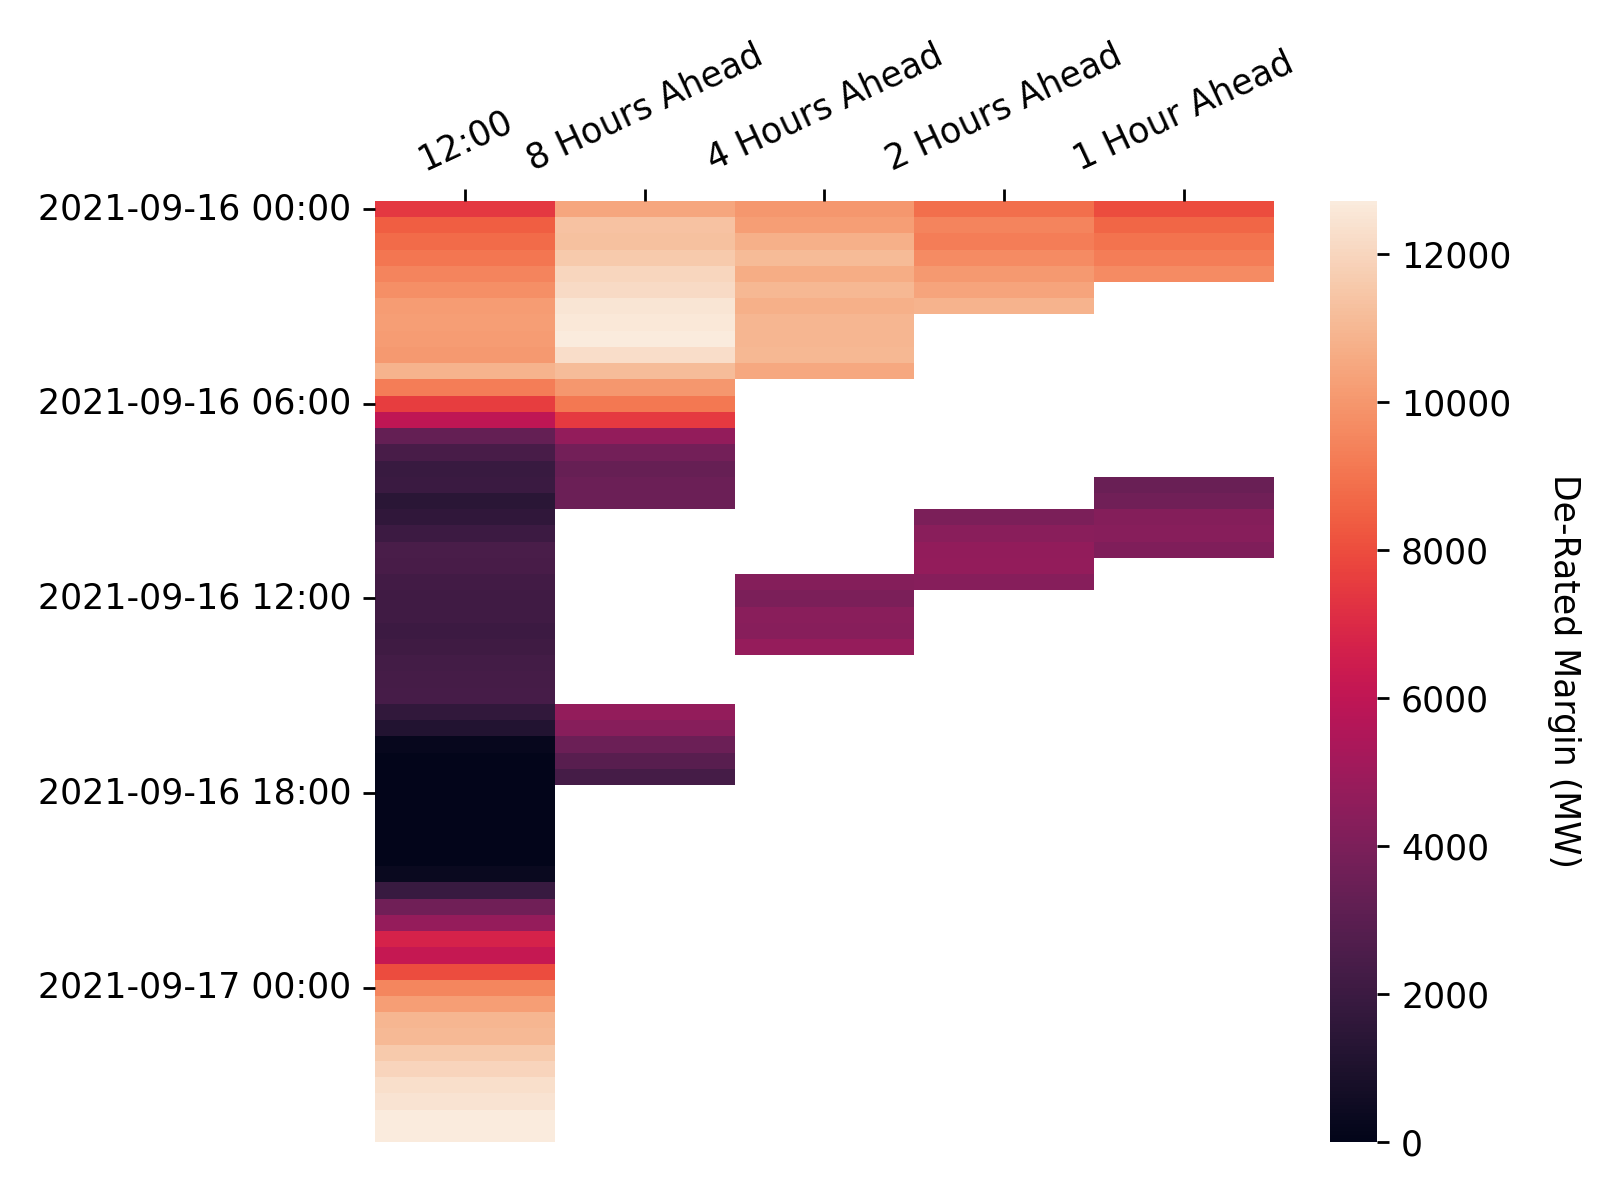 12:00
8 Hours Ahead
4 Hours Ahead
2 Hours Ahead
1 Hour Ahead
2021-09-16 00:00
2021-09-16 06:00
2021-09-16 12:00
2021-09-16 18:00
2021-09-17 00:00
12000
10000
8000
6000
4000
2000
0
De-Rated Margin (MW)